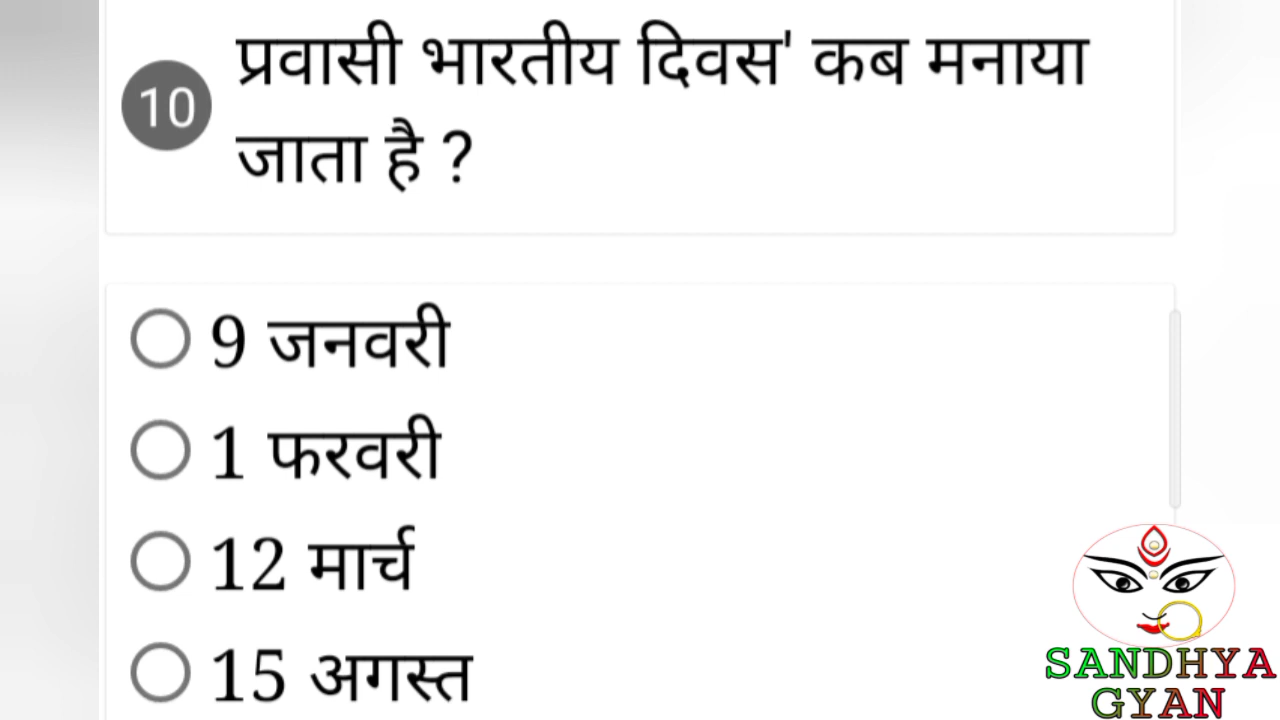 10
प्रवासी भारतीय दिवस' कब मनाया
जाता है ?
9 जनवरी
1 फरवरी
12 मार्च
15 अगस्त
SANDHYA
GYAN